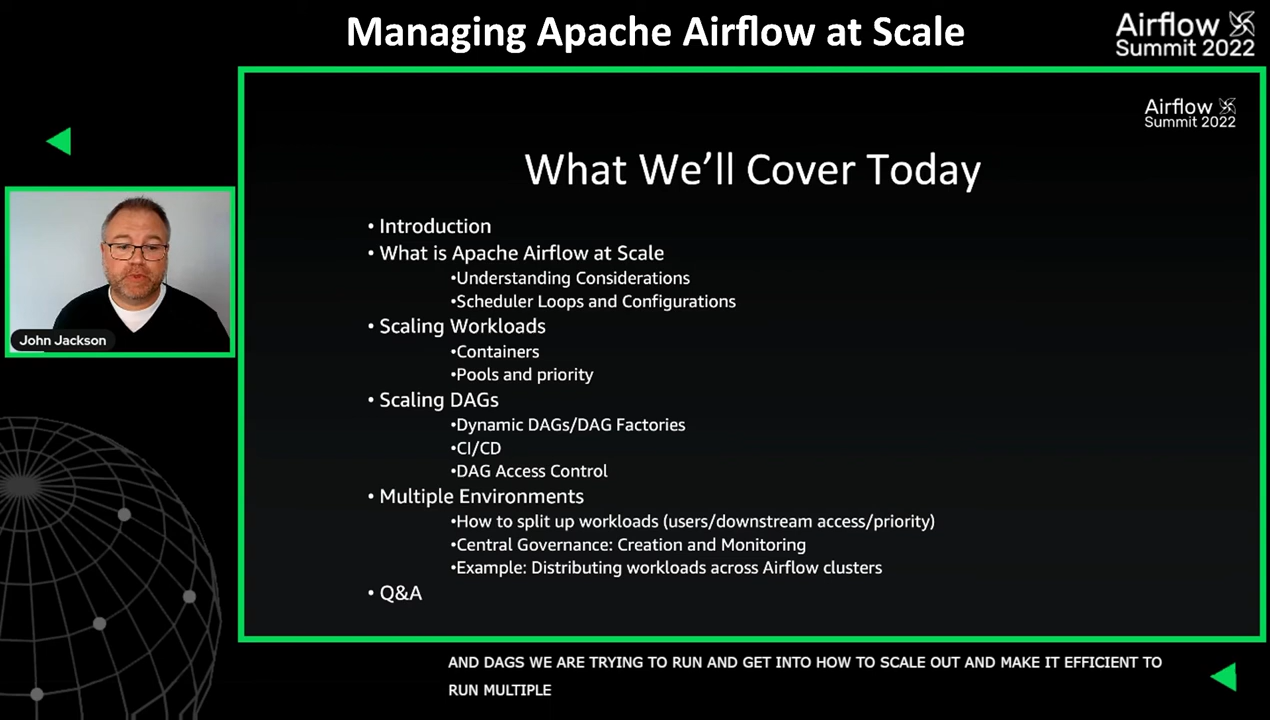 Managing Apache Airflow at Scale
Airflow
Summit 2022
Airflow
Summit 2022
What We’ll Cover Today
• Introduction
• What is Apache Airflow at Scale
•Understanding Considerations
•Scheduler Loops and Configurations
• Scaling Workloads
•Containers
•Pools and priority
• Scaling DAGs
•Dynamic DAGs/DAG Factories
•CI/CD
•DAG Access Control
• Multiple Environments
•How to split up workloads (users/downstream access/priority)
•Central Governance: Creation and Monitoring
•Example: Distributing workloads across Airflow clusters
• Q&A
John Jackson
AND DAGS WE ARE TRYING TO RUN AND GET INTO HOW TO SCALE OUT AND MAKE IT EFFICIENT TO
RUN MULTIPLE